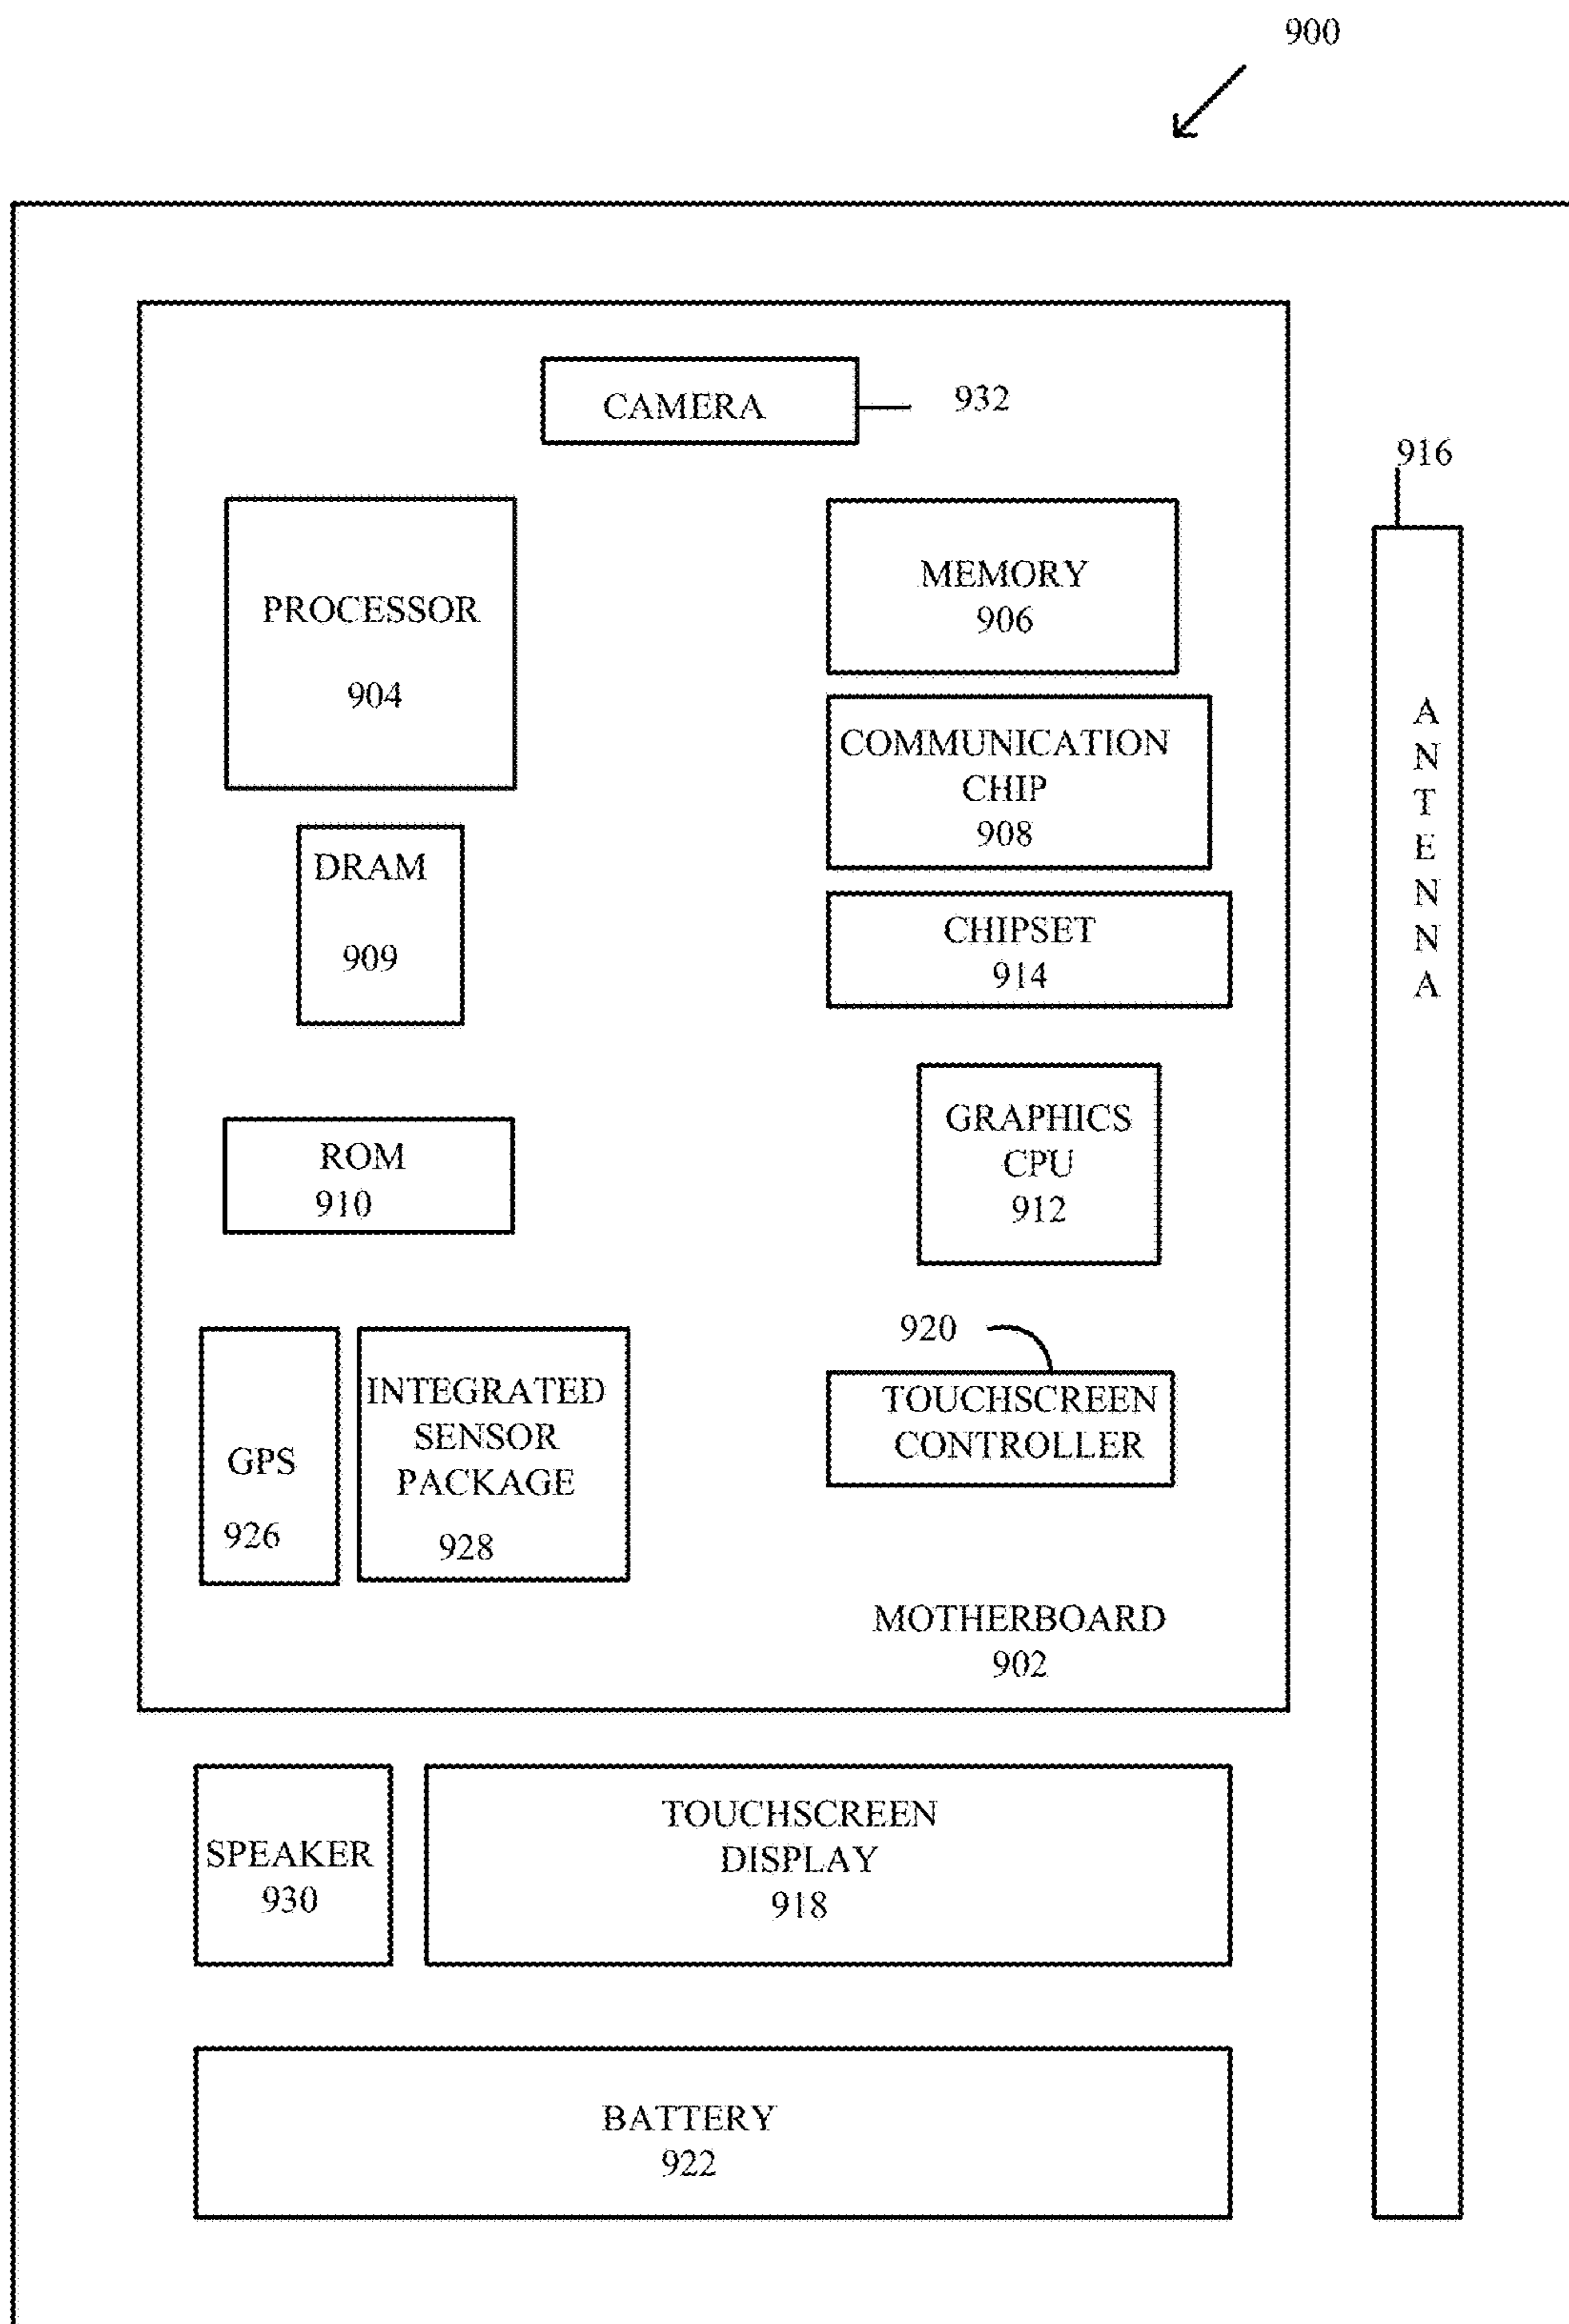 900
CAMERA
932
916
PROCESSOR
904
MEMORY
906
COMMUNICATION
CHIP
908
DRAM
909
CHIPSET
914
ANTENNA
ROM
910
GRAPHICS
CPU
912
GPS
926
INTEGRATED
SENSOR
PACKAGE
928
920
TOUCHSCREEN
CONTROLLER
MOTHERBOARD
902
SPEAKER
930
TOUCHSCREEN
DISPLAY
918
BATTERY
922